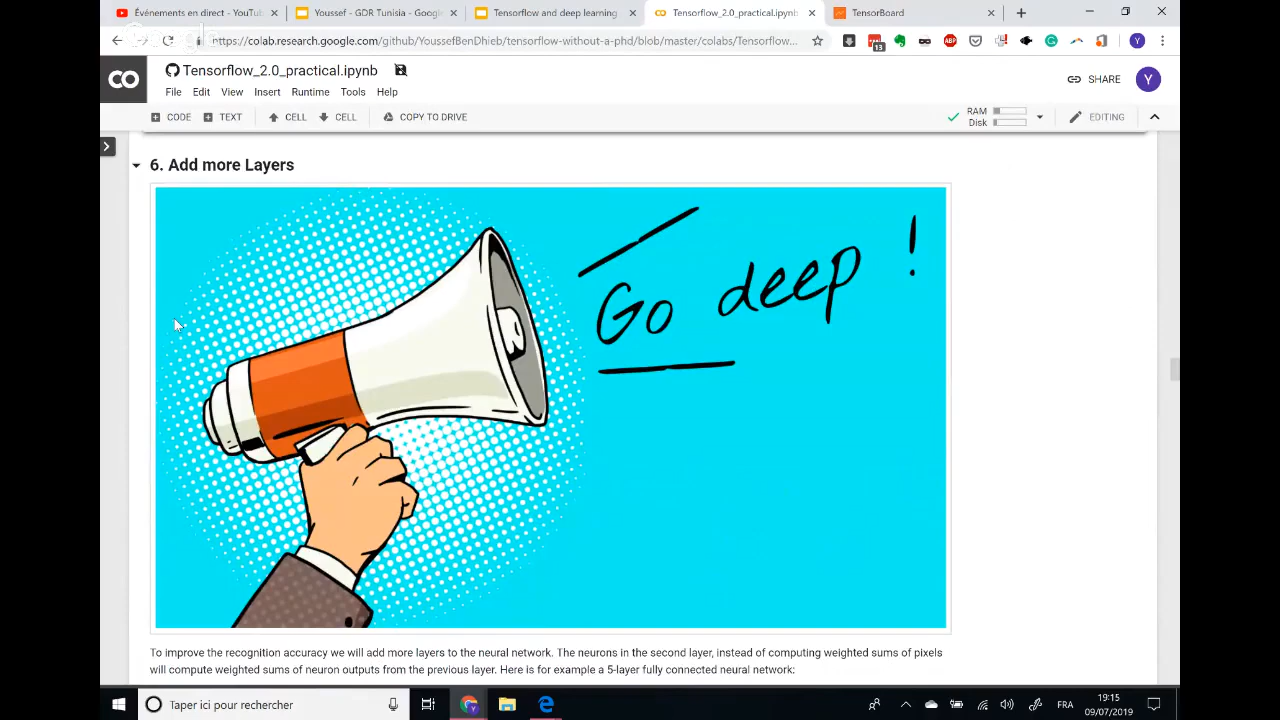 Événements en direct - YouTu
Youssef - GDR Tunisia - Google
Tensorflow and deep learning
Tensorflow_2.0_practical.ipynb
TensorBoard
https://colab.research.google.com/github/YoussefBenDhieb/tensorflow-without-a-phd/blob/master/colabs/Tensorflow...
13
ABP
Y
CO
Tensorflow_2.0_practical.ipynb
SHARE
Y
File Edit View Insert Runtime Tools Help
CODE TEXT CELL CELL COPY TO DRIVE
RAM
Disk
EDITING
6. Add more Layers
Go deep !
To improve the recognition accuracy we will add more layers to the neural network. The neurons in the second layer, instead of computing weighted sums of pixels
will compute weighted sums of neuron outputs from the previous layer. Here is for example a 5-layer fully connected neural network:
Taper ici pour rechercher
FRA
19:15
09/07/2019